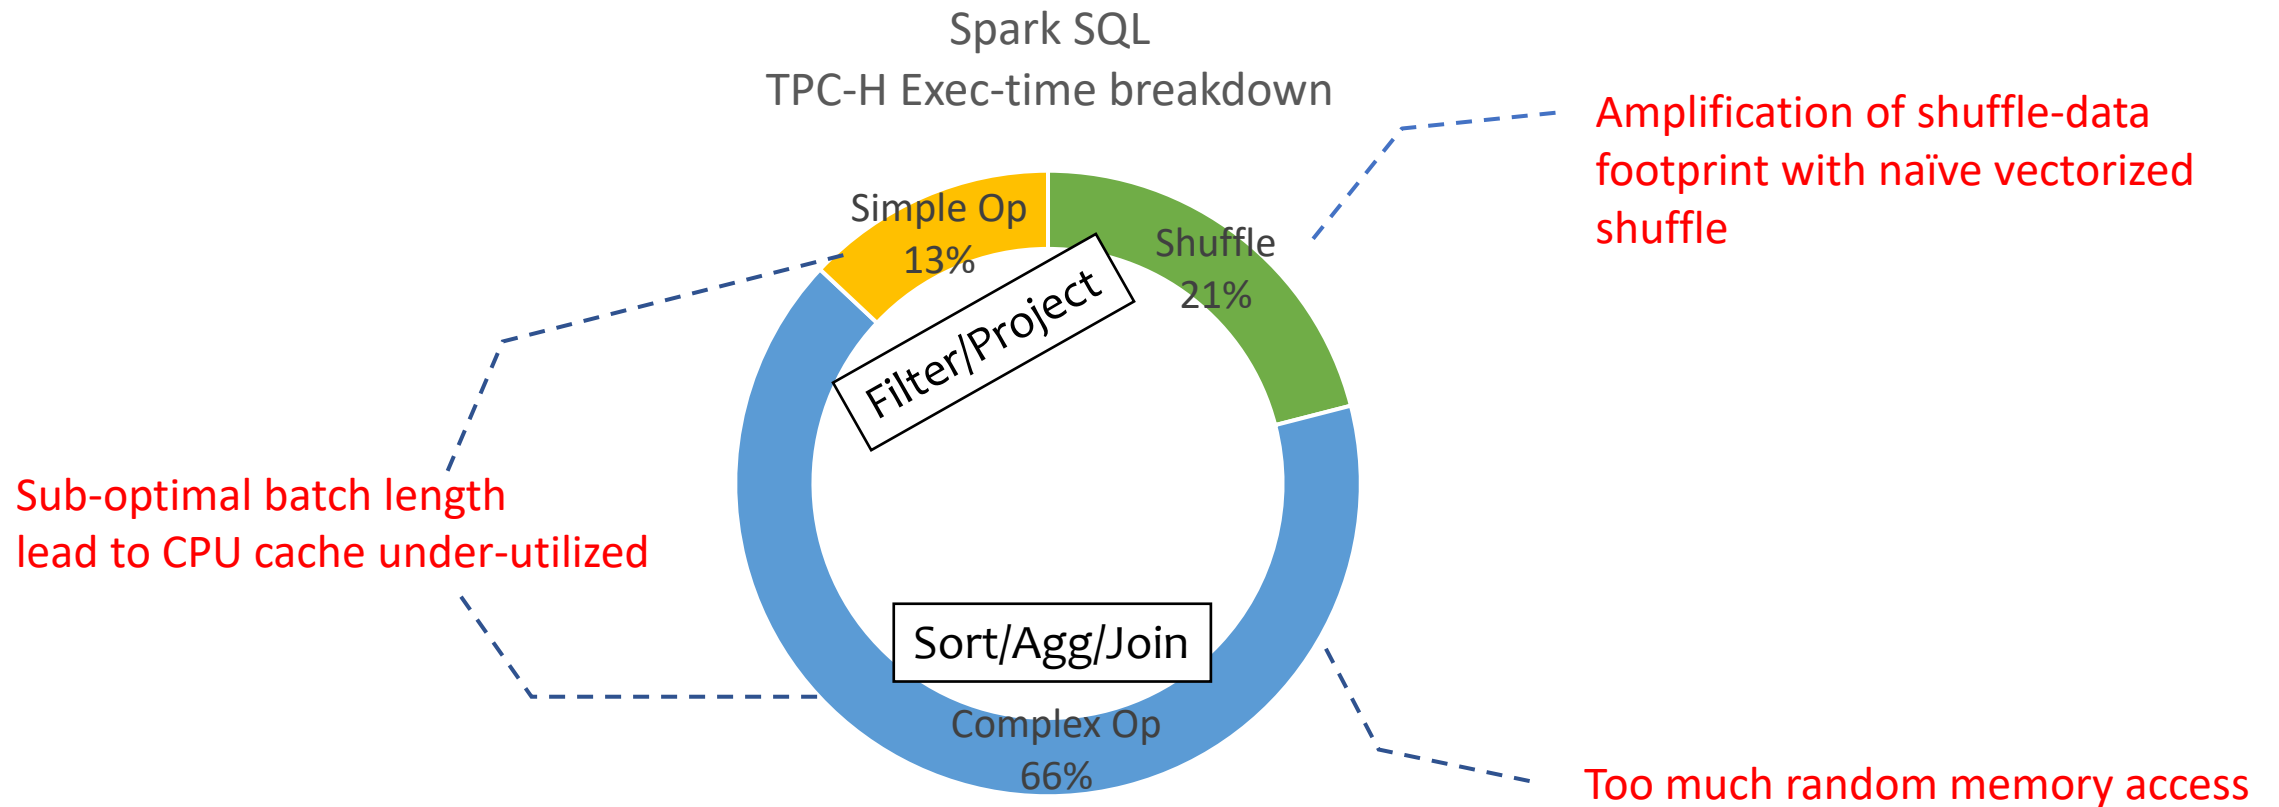 Spark SQL
TPC-H Exec-time breakdown
Amplification of shuffle-data
footprint with naïve vectorized
shuffle
Simple Op
13%
Shuffle
21%
Filter/Project
Sub-optimal batch length
lead to CPU cache under-utilized
Sort/Agg/Join
Complex Op
66%
Too much random memory access